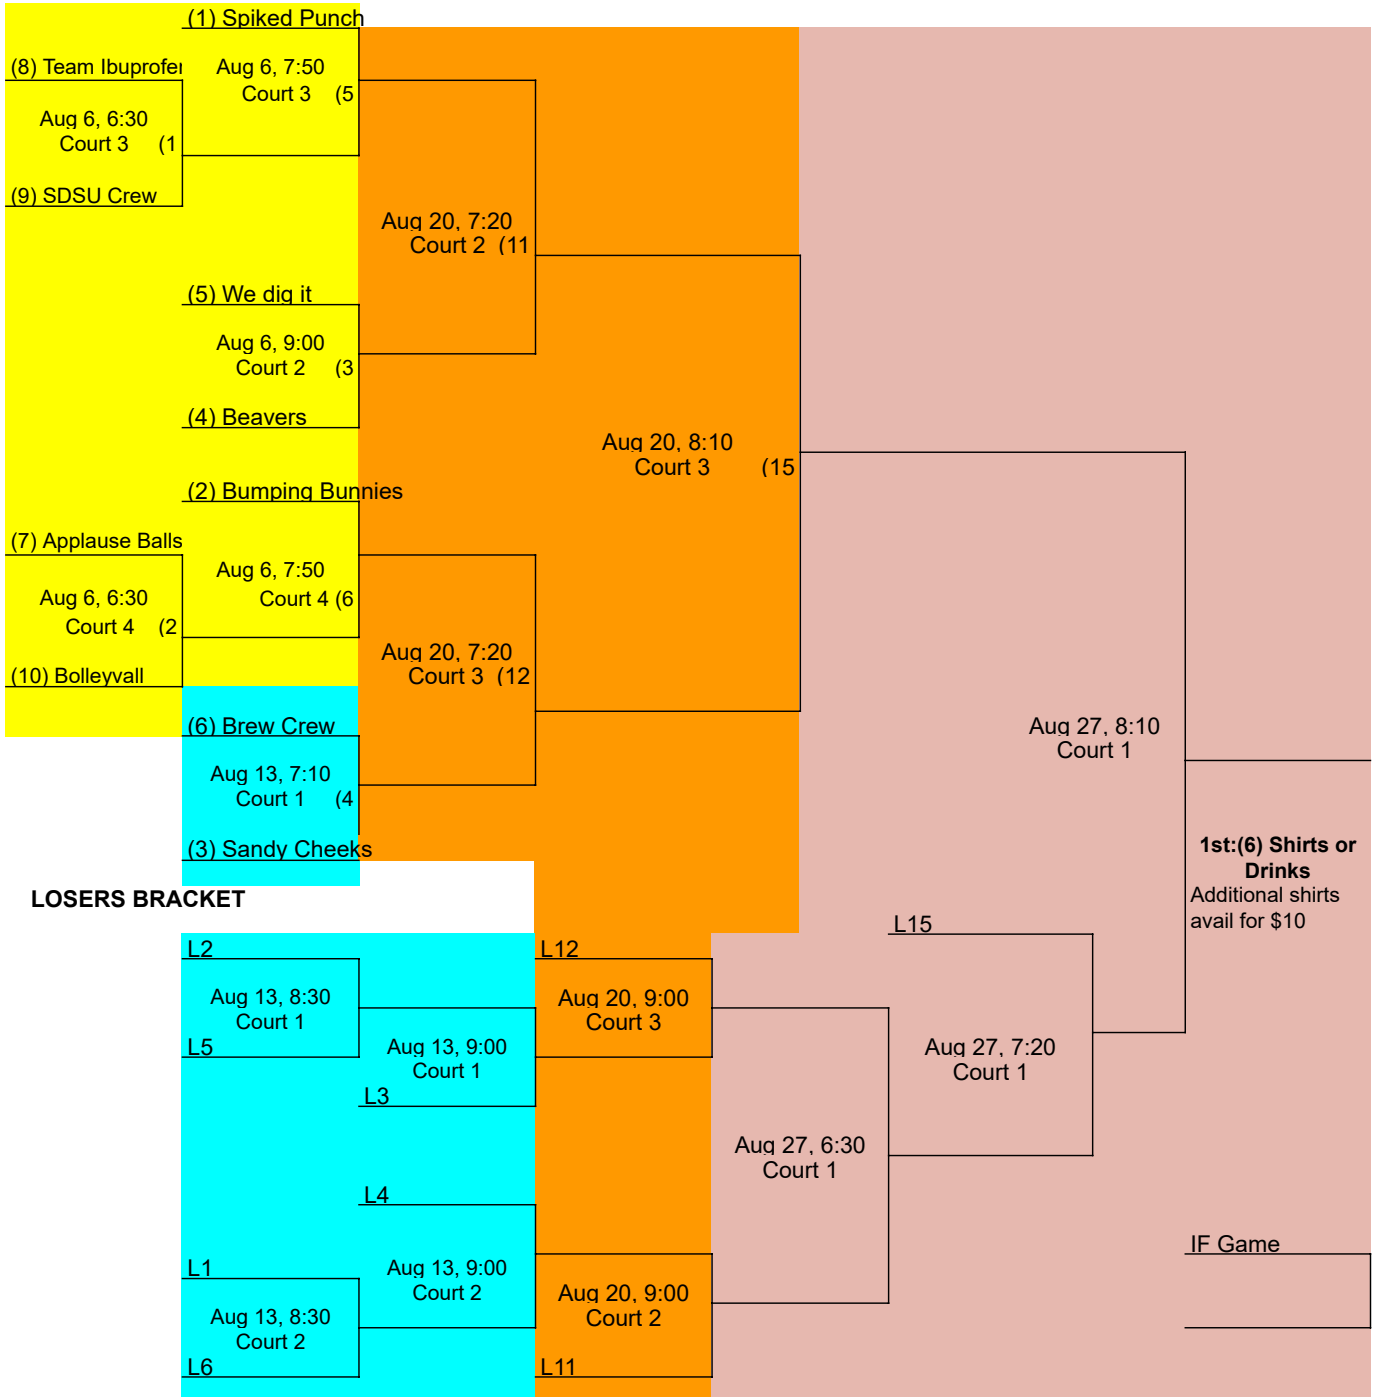 (1) Spiked Punch
(8) Team Ibuprofer
Aug 6, 7:50
Court 3 (5
Aug 6, 6:30
Court 3 (1
(9) SDSU Crew
Aug 20, 7:20
Court 2 (11
(5) We dig it
Aug 6, 9:00
Court 2 (3
(4) Beavers
Aug 20, 8:10
Court 3 (15
(2) Bumping Bunnies
(7) Applause Balls
Aug 6, 7:50
Court 4 (6
Aug 6, 6:30
Court 4 (2
(10) Bolleyvall
Aug 20, 7:20
Court 3 (12
(6) Brew Crew
Aug 27, 8:10
Court 1
Aug 13, 7:10
Court 1 (4
(3) Sandy Cheeks
1st:(6) Shirts or
Drinks
Additional shirts
avail for $10
LOSERS BRACKET
L15
L2
L12
Aug 13, 8:30
Court 1
Aug 20, 9:00
Court 3
L5
Aug 13, 9:00
Court 1
Aug 27, 7:20
Court 1
L3
Aug 27, 6:30
Court 1
L4
IF Game
L1
Aug 13, 9:00
Court 2
Aug 20, 9:00
Court 2
Aug 13, 8:30
Court 2
L6
L11